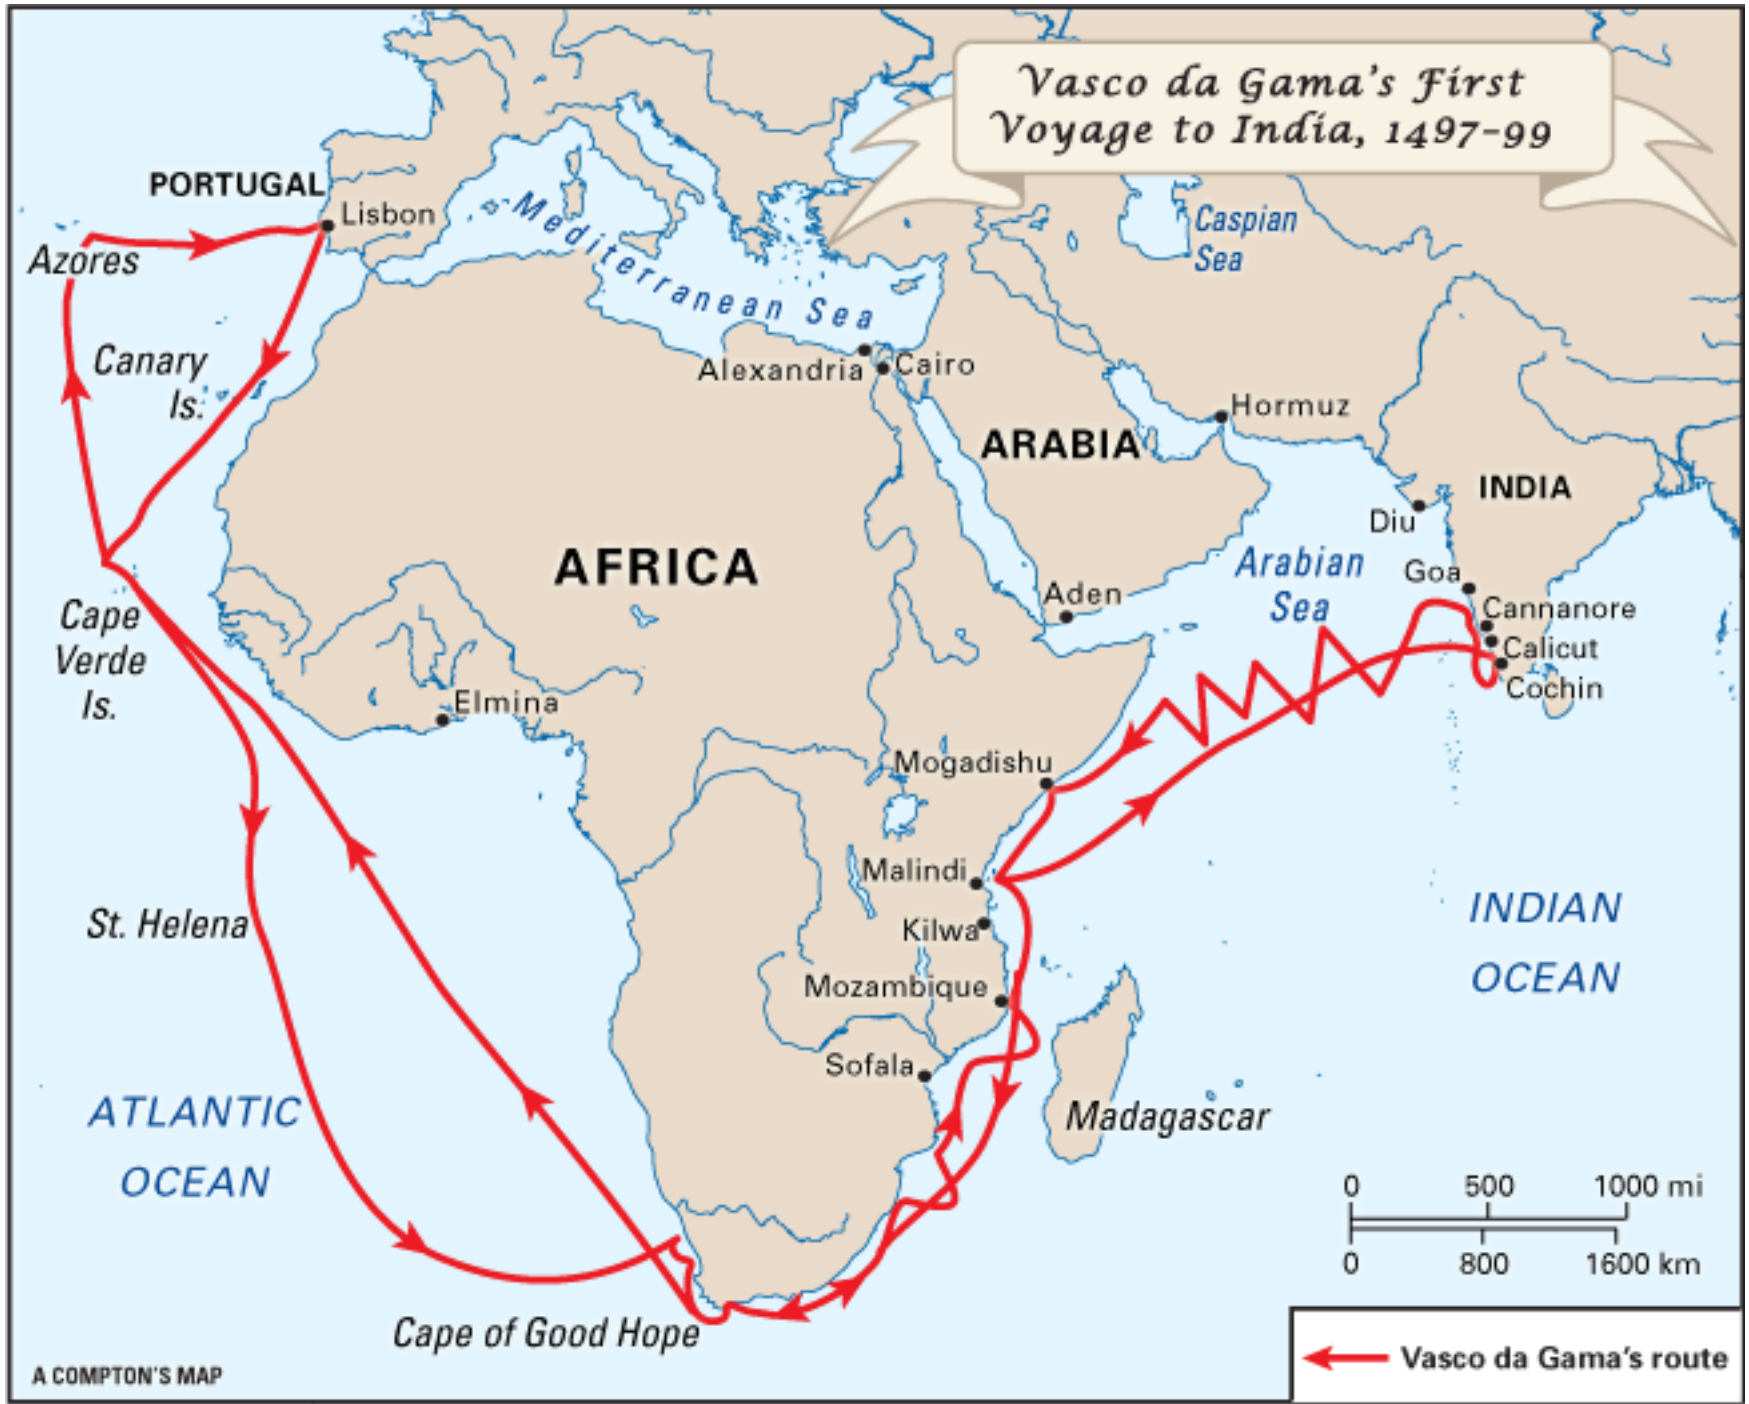 Vasco da Gama's First
Voyage to India, 1497-99
PORTUGAL
Lisbon
Azores
Canary
Is.
Mediterranean Sea
Caspian
Sea
Alexandria
Cairo
Hormuz
ARABIA
INDIA
Diu
AFRICA
Arabian
Sea
Goa
Aden
Cannanore
Calicut
Cochin
Cape
Verde
Is.
Elmina
Mogadishu
Malindi
Kilwa
St. Helena
INDIAN
OCEAN
Mozambique
Sofala
Madagascar
ATLANTIC
OCEAN
0 500 1000 mi
0 800 1600 km
Cape of Good Hope
Vasco da Gama's route
A COMPTON'S MAP